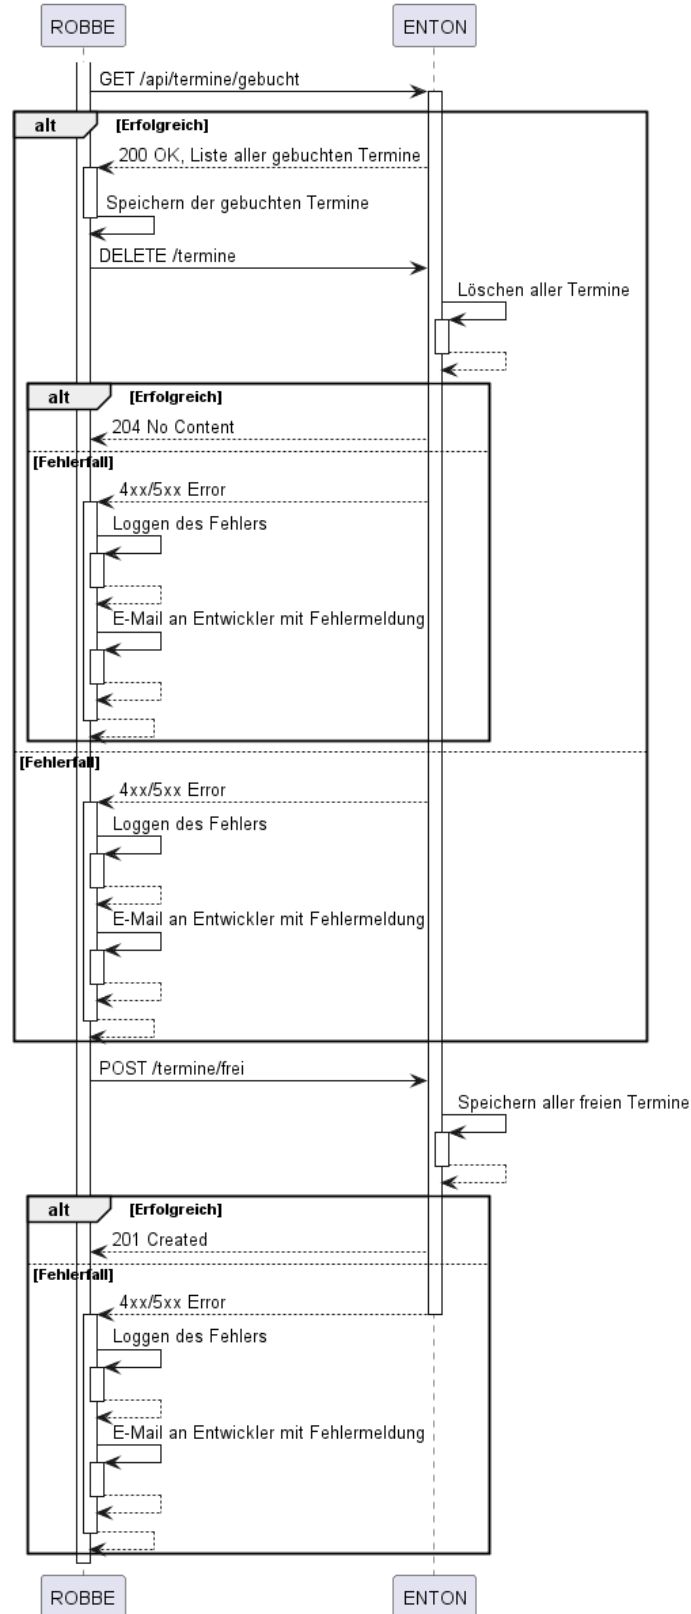 ROBBE ENTON
GET /api/termine/gebucht
alt [Erfolgreich]
200 OK, Liste aller gebuchten Termine
Speichern der gebuchten Termine
DELETE /termine
Löschen aller Termine
alt [Erfolgreich]
204 No Content
[Fehlerfall]
4xx/5xx Error
Loggen des Fehlers
E-Mail an Entwickler mit Fehlermeldung
[Fehlerfall]
4xx/5xx Error
Loggen des Fehlers
E-Mail an Entwickler mit Fehlermeldung
POST /termine/frei
Speichern aller freien Termine
alt [Erfolgreich]
201 Created
[Fehlerfall]
4xx/5xx Error
Loggen des Fehlers
E-Mail an Entwickler mit Fehlermeldung
ROBBE ENTON